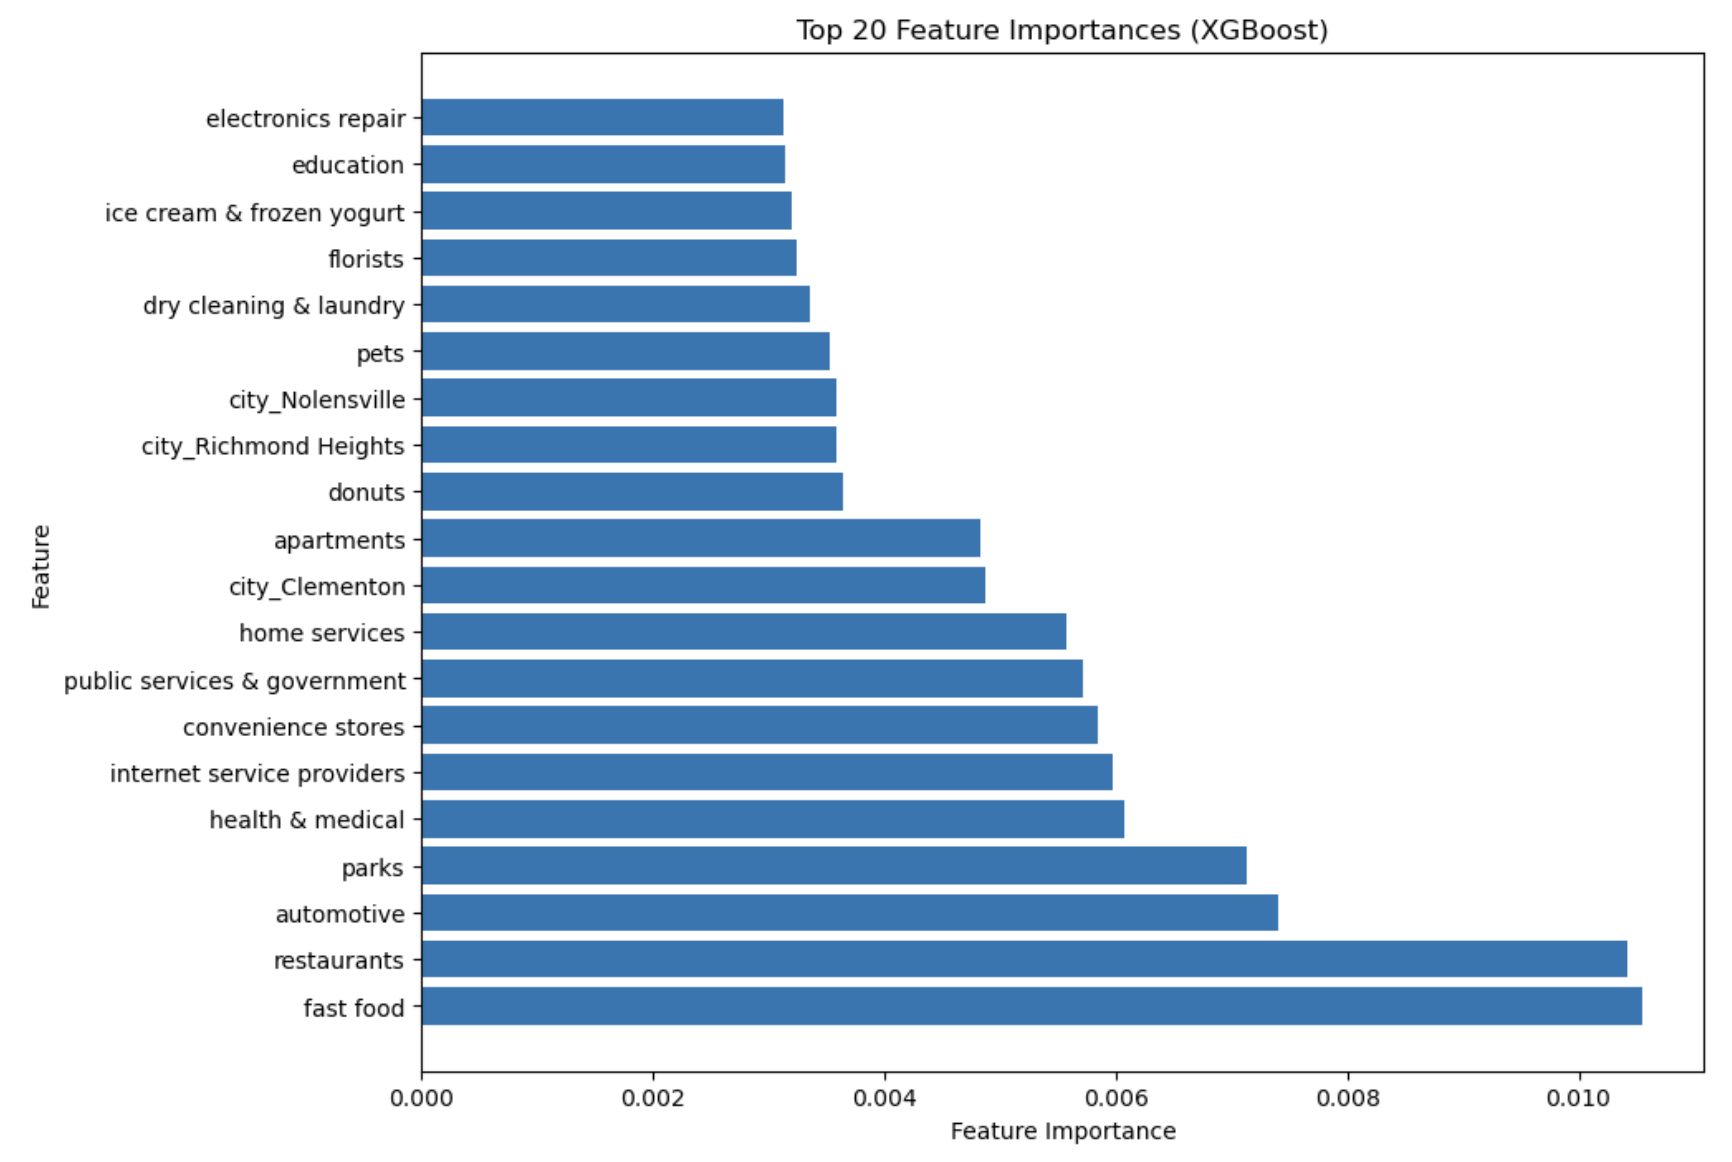 Top 20 Feature Importances (XGBoost)
electronics repair
education
ice cream & frozen yogurt
florists
dry cleaning & laundry
pets
city_Nolensville
city_Richmond Heights
donuts
apartments
city_Clementon
home services
public services & government
convenience stores
internet service providers
health & medical
parks
automotive
restaurants
fast food
Feature
0.000 0.002 0.004 0.006 0.008 0.010
Feature Importance